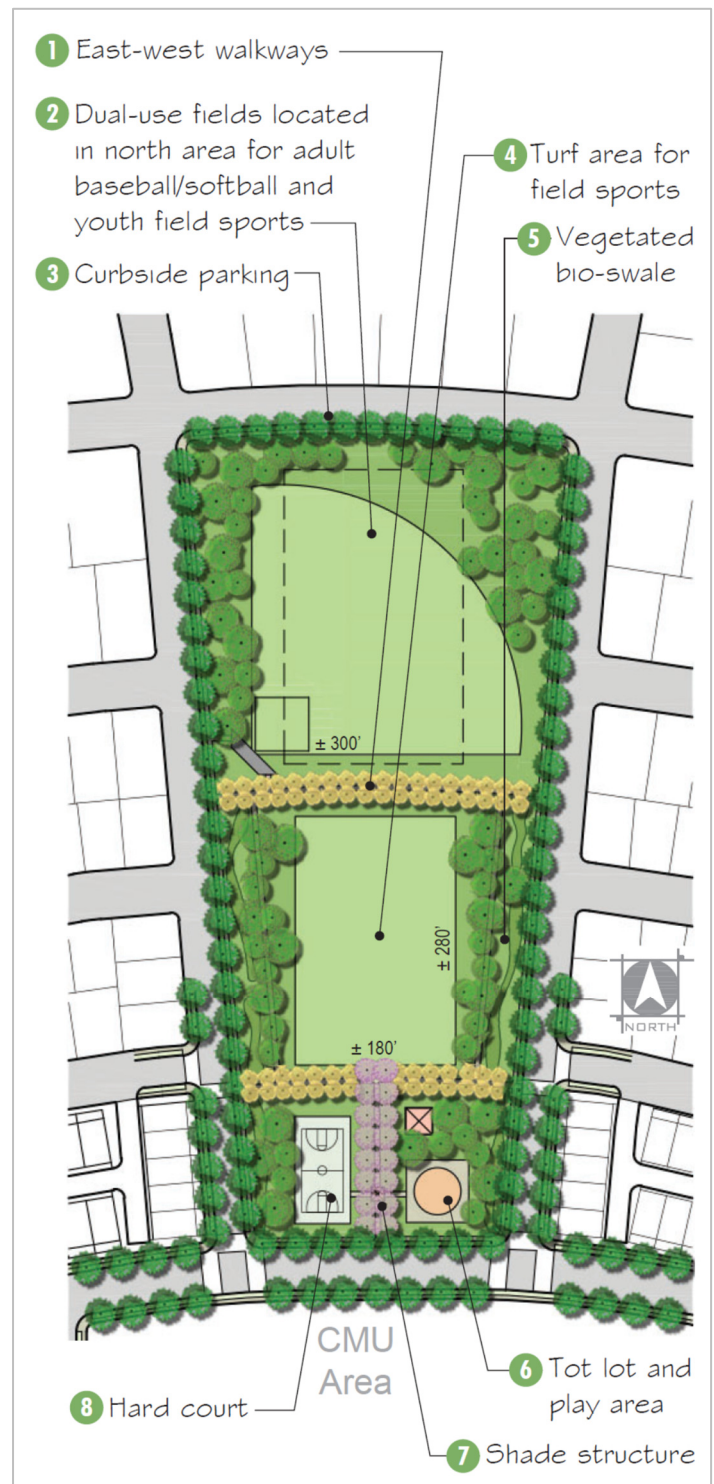 1 East-west walkways
2 Dual-use fields located
in north area for adult
baseball/softball and
youth field sports
3 Curbside parking
4 Turf area for
field sports
5 Vegetated
bio-swale
± 300'
± 280'
NORTH
± 180'
CMU
Area
6 Tot lot and
play area
8 Hard court
7 Shade structure